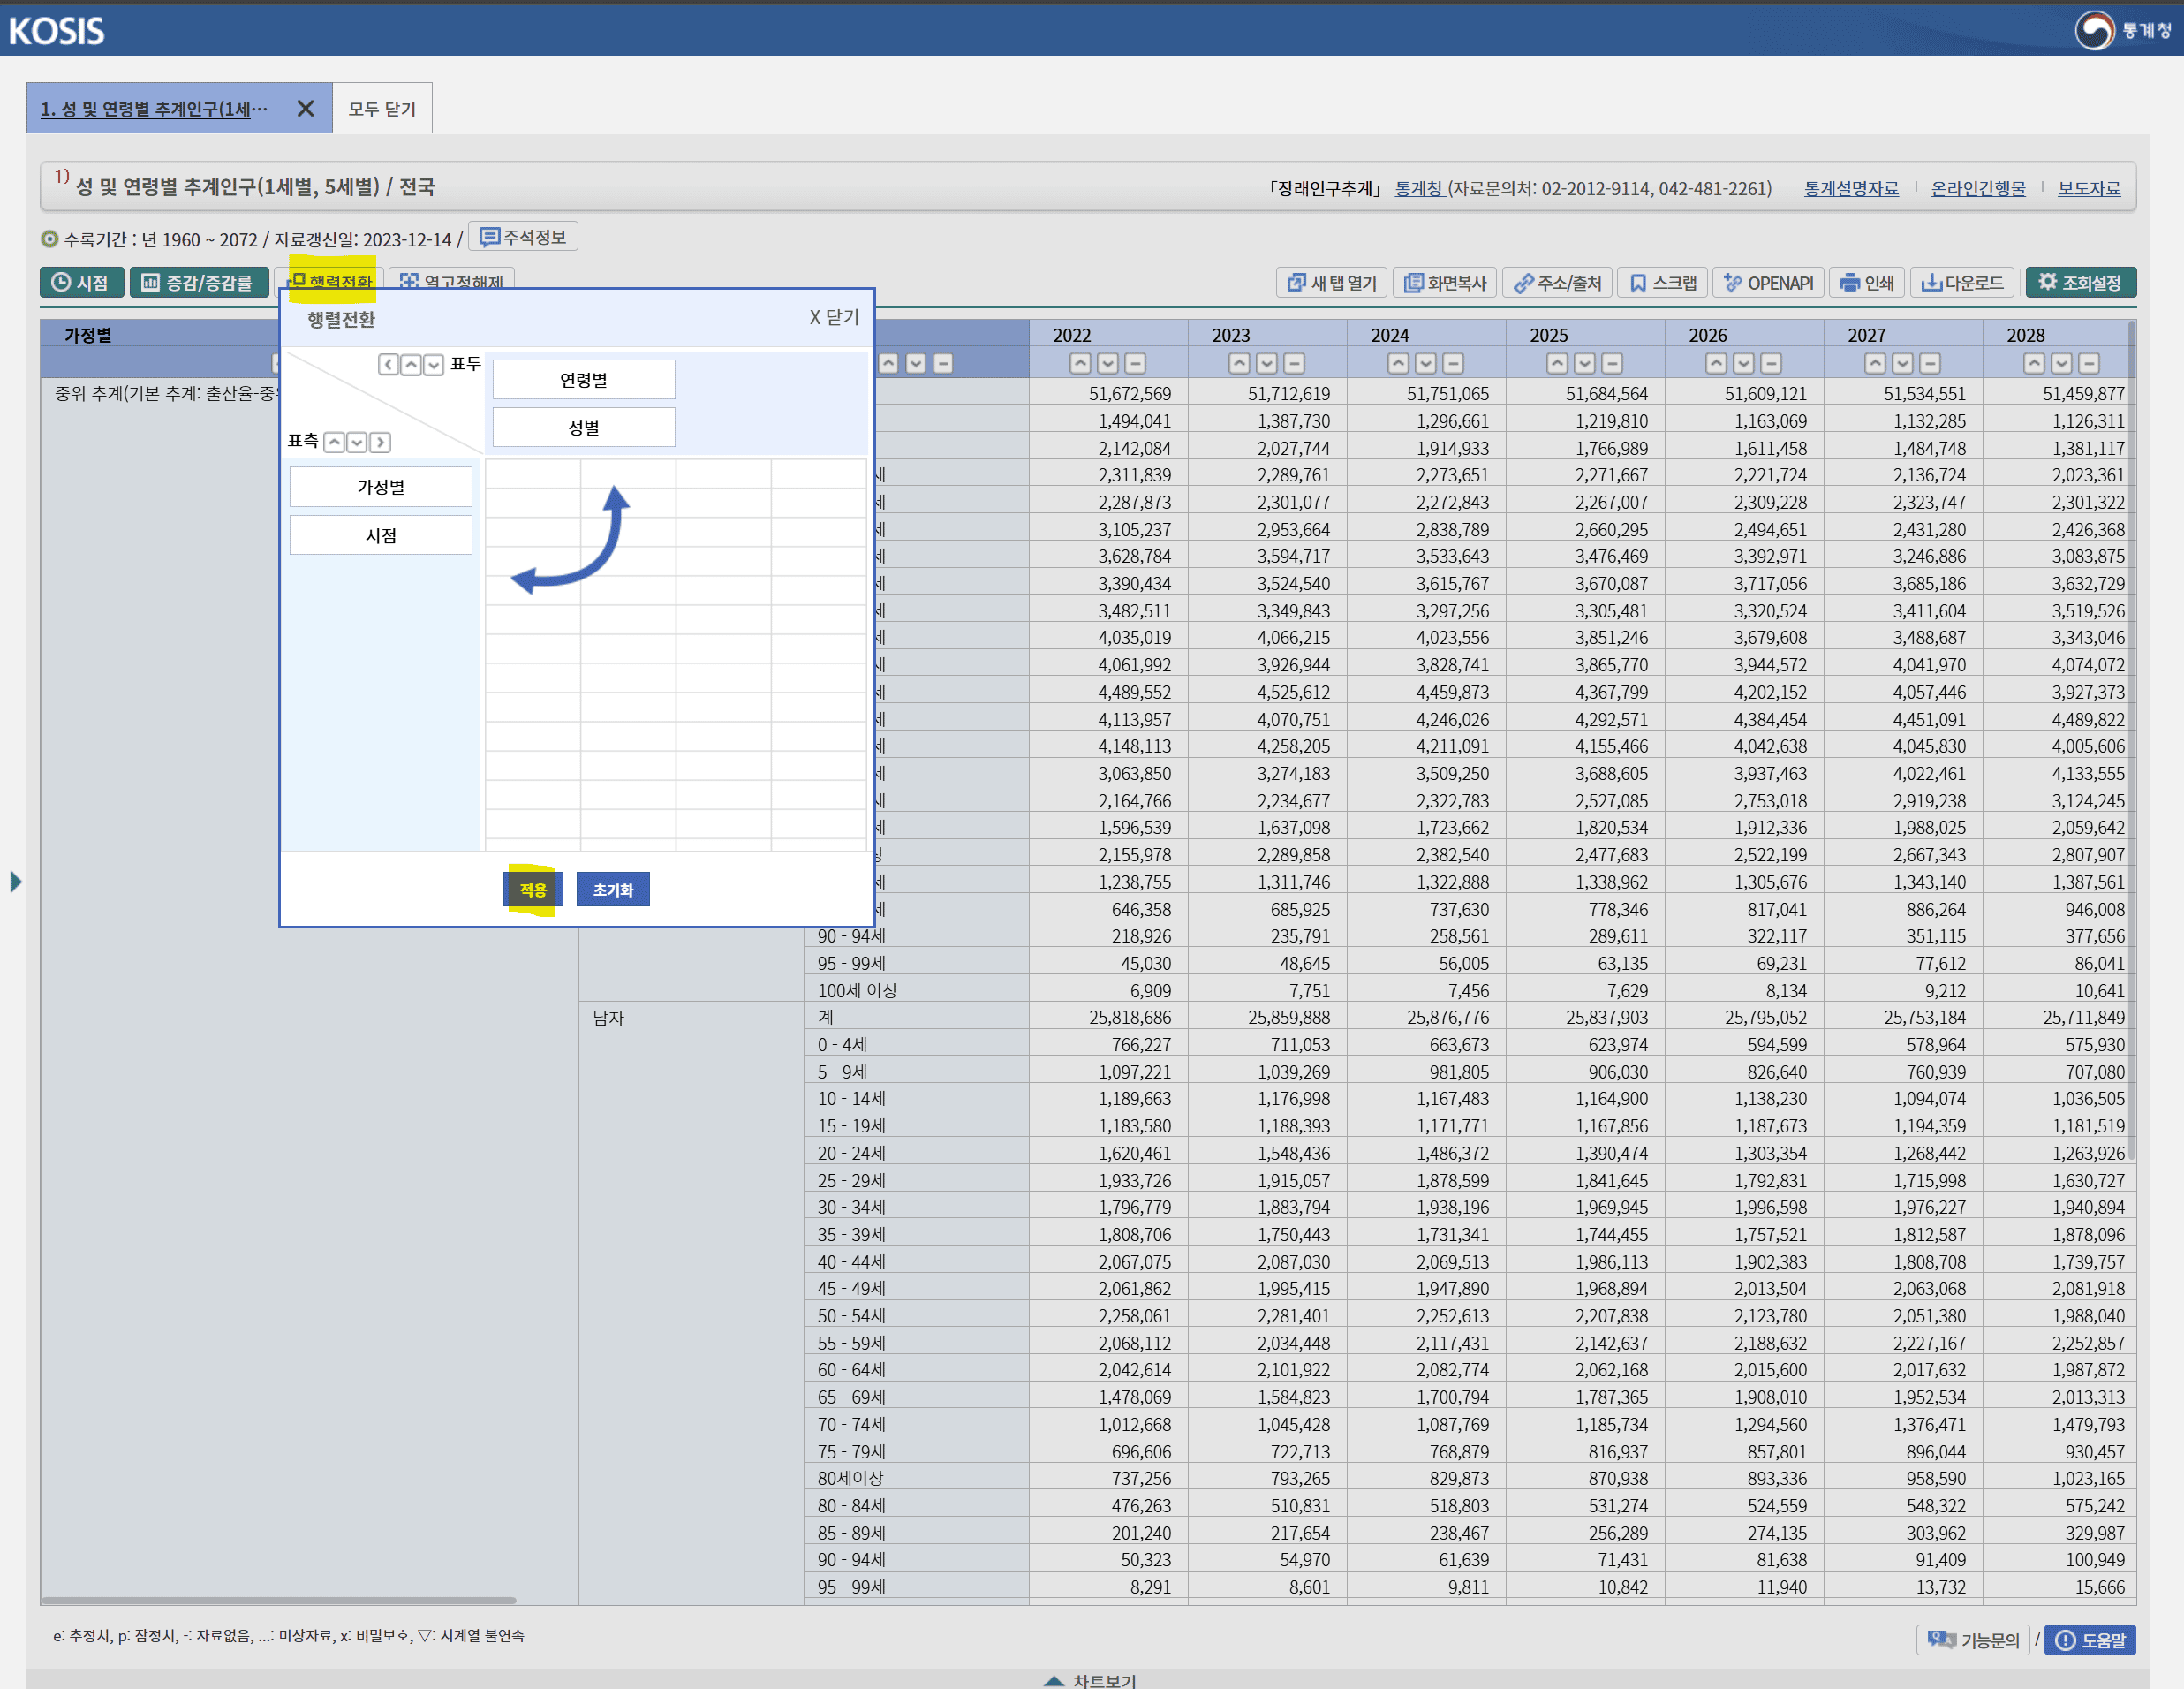 KOSIS
통계청
1. 성 및 연령별 추계인구(1세…
모두 닫기
1) 성 및 연령별 추계인구(1세별, 5세별) / 전국
「장래인구추계」 통계청 (자료문의처: 02-2012-9114, 042-481-2261) 통계설명자료 온라인간행물 보도자료
수록기간 : 년 1960 ~ 2072 / 자료갱신일: 2023-12-14 / 주석정보
시점 증감/증감률 행렬전환 열고정해제 새 탭 열기 화면복사 주소/출처 스크랩 OPENAPI 인쇄 다운로드 조회설정
행렬전환 X 닫기
표두
연령별
성별
표측
가정별
시점
적용 초기화
가정별 2022 2023 2024 2025 2026 2027 2028
중위 추계(기본 추계: 출산율-중 51,672,569 51,712,619 51,751,065 51,684,564 51,609,121 51,534,551 51,459,877
1,494,041 1,387,730 1,296,661 1,219,810 1,163,069 1,132,285 1,126,311
2,142,084 2,027,744 1,914,933 1,766,989 1,611,458 1,484,748 1,381,117
세 2,311,839 2,289,761 2,273,651 2,271,667 2,221,724 2,136,724 2,023,361
세 2,287,873 2,301,077 2,272,843 2,267,007 2,309,228 2,323,747 2,301,322
세 3,105,237 2,953,664 2,838,789 2,660,295 2,494,651 2,431,280 2,426,368
세 3,628,784 3,594,717 3,533,643 3,476,469 3,392,971 3,246,886 3,083,875
세 3,390,434 3,524,540 3,615,767 3,670,087 3,717,056 3,685,186 3,632,729
세 3,482,511 3,349,843 3,297,256 3,305,481 3,320,524 3,411,604 3,519,526
세 4,035,019 4,066,215 4,023,556 3,851,246 3,679,608 3,488,687 3,343,046
세 4,061,992 3,926,944 3,828,741 3,865,770 3,944,572 4,041,970 4,074,072
세 4,489,552 4,525,612 4,459,873 4,367,799 4,202,152 4,057,446 3,927,373
세 4,113,957 4,070,751 4,246,026 4,292,571 4,384,454 4,451,091 4,489,822
세 4,148,113 4,258,205 4,211,091 4,155,466 4,042,638 4,045,830 4,005,606
세 3,063,850 3,274,183 3,509,250 3,688,605 3,937,463 4,022,461 4,133,555
세 2,164,766 2,234,677 2,322,783 2,527,085 2,753,018 2,919,238 3,124,245
세 1,596,539 1,637,098 1,723,662 1,820,534 1,912,336 1,988,025 2,059,642
2,155,978 2,289,858 2,382,540 2,477,683 2,522,199 2,667,343 2,807,907
세 1,238,755 1,311,746 1,322,888 1,338,962 1,305,676 1,343,140 1,387,561
세 646,358 685,925 737,630 778,346 817,041 886,264 946,008
90 - 94세 218,926 235,791 258,561 289,611 322,117 351,115 377,656
95 - 99세 45,030 48,645 56,005 63,135 69,231 77,612 86,041
100세 이상 6,909 7,751 7,456 7,629 8,134 9,212 10,641
남자 계 25,818,686 25,859,888 25,876,776 25,837,903 25,795,052 25,753,184 25,711,849
0 - 4세 766,227 711,053 663,673 623,974 594,599 578,964 575,930
5 - 9세 1,097,221 1,039,269 981,805 906,030 826,640 760,939 707,080
10 - 14세 1,189,663 1,176,998 1,167,483 1,164,900 1,138,230 1,094,074 1,036,505
15 - 19세 1,183,580 1,188,393 1,171,771 1,167,856 1,187,673 1,194,359 1,181,519
20 - 24세 1,620,461 1,548,436 1,486,372 1,390,474 1,303,354 1,268,442 1,263,926
25 - 29세 1,933,726 1,915,057 1,878,599 1,841,645 1,792,831 1,715,998 1,630,727
30 - 34세 1,796,779 1,883,794 1,938,196 1,969,945 1,996,598 1,976,227 1,940,894
35 - 39세 1,808,706 1,750,443 1,731,341 1,744,455 1,757,521 1,812,587 1,878,096
40 - 44세 2,067,075 2,087,030 2,069,513 1,986,113 1,902,383 1,808,708 1,739,757
45 - 49세 2,061,862 1,995,415 1,947,890 1,968,894 2,013,504 2,063,068 2,081,918
50 - 54세 2,258,061 2,281,401 2,252,613 2,207,838 2,123,780 2,051,380 1,988,040
55 - 59세 2,068,112 2,034,448 2,117,431 2,142,637 2,188,632 2,227,167 2,252,857
60 - 64세 2,042,614 2,101,922 2,082,774 2,062,168 2,015,600 2,017,632 1,987,872
65 - 69세 1,478,069 1,584,823 1,700,794 1,787,365 1,908,010 1,952,534 2,013,313
70 - 74세 1,012,668 1,045,428 1,087,769 1,185,734 1,294,560 1,376,471 1,479,793
75 - 79세 696,606 722,713 768,879 816,937 857,801 896,044 930,457
80세이상 737,256 793,265 829,873 870,938 893,336 958,590 1,023,165
80 - 84세 476,263 510,831 518,803 531,274 524,559 548,322 575,242
85 - 89세 201,240 217,654 238,467 256,289 274,135 303,962 329,987
90 - 94세 50,323 54,970 61,639 71,431 81,638 91,409 100,949
95 - 99세 8,291 8,601 9,811 10,842 11,940 13,732 15,666
e: 추정치, p: 잠정치, -: 자료없음, ...: 미상자료, x: 비밀보호, ▽: 시계열 불연속
기능문의 / 도움말
차트보기